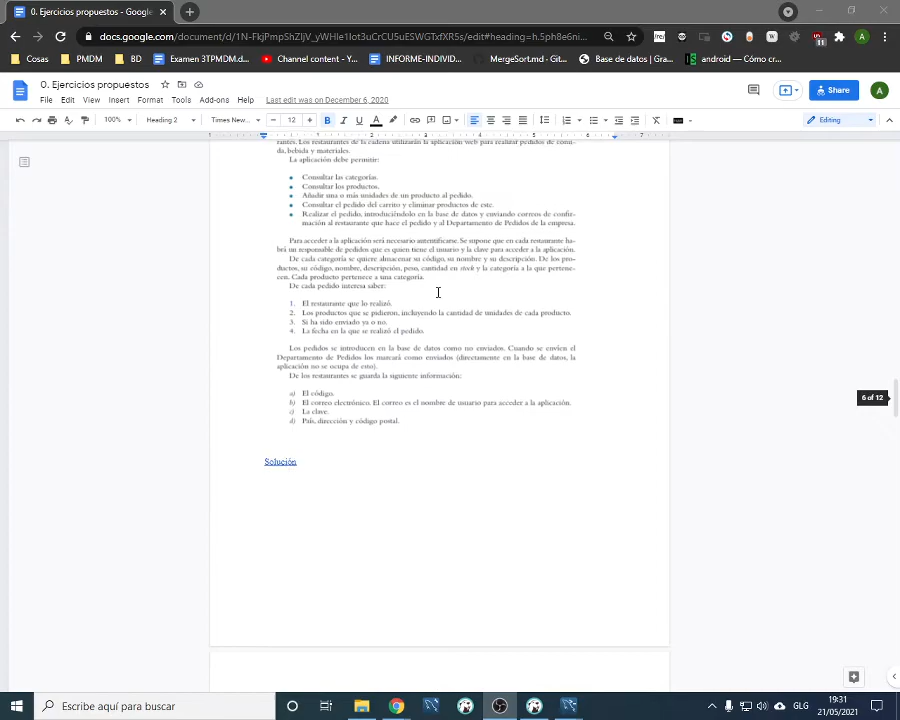 0. Ejercicios propuestos - Google
docs.google.com/document/d/1N-FkjPmpShZIjV_yWHle1Iot3uCrCU5uESWGTxfXR5s/edit#heading=h.5ph8e6ni...
Cosas PMDM BD Examen 3TPMDM.d... Channel content - Y... INFORME-INDIVID... MergeSort.md - Git... Base de datos | Gra... android — Cómo cr...
0. Ejercicios propuestos
File Edit View Insert Format Tools Add-ons Help Last edit was on December 6, 2020
Share A
100% Heading 2 Times New... 12 B I U A Editing
1 1 2 3 4 5 6 7
rantes. Los restaurantes de la cadena utilizarán la aplicación web para realizar pedidos de comi-
da, bebida y materiales.
La aplicación debe permitir:
• Consultar las categorías.
• Consultar los productos.
• Añadir una o más unidades de un producto al pedido.
• Consultar el pedido del carrito y eliminar productos de este.
• Realizar el pedido, introduciéndolo en la base de datos y enviando correos de confir-
mación al restaurante que hace el pedido y al Departamento de Pedidos de la empresa.
Para acceder a la aplicación será necesario autentificarse. Se supone que en cada restaurante ha-
brá un responsable de pedidos que es quien tiene el usuario y la clave para acceder a la aplicación.
De cada categoría se quiere almacenar su código, su nombre y su descripción. De los pro-
ductos, su código, nombre, descripción, peso, cantidad en stock y la categoría a la que pertene-
cen. Cada producto pertenece a una categoría.
De cada pedido interesa saber:
1. El restaurante que lo realizó.
2. Los productos que se pidieron, incluyendo la cantidad de unidades de cada producto.
3. Si ha sido enviado ya o no.
4. La fecha en la que se realizó el pedido.
6 of 12
Los pedidos se introducen en la base de datos como no enviados. Cuando se envíen el
Departamento de Pedidos los marcará como enviados (directamente en la base de datos, la
aplicación no se ocupa de esto).
De los restaurantes se guarda la siguiente información:
a) El código.
b) El correo electrónico. El correo es el nombre de usuario para acceder a la aplicación.
c) La clave.
d) País, dirección y código postal.
Solución
Escribe aquí para buscar
GLG
19:31
21/05/2021